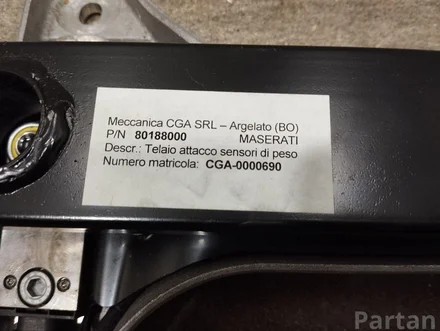 Meccanica CGA SRL – Argelato (BO)
P/N 80188000 MASERATI
Descr.: Telaio attacco sensori di peso
Numero matricola: CGA-0000690
Partan